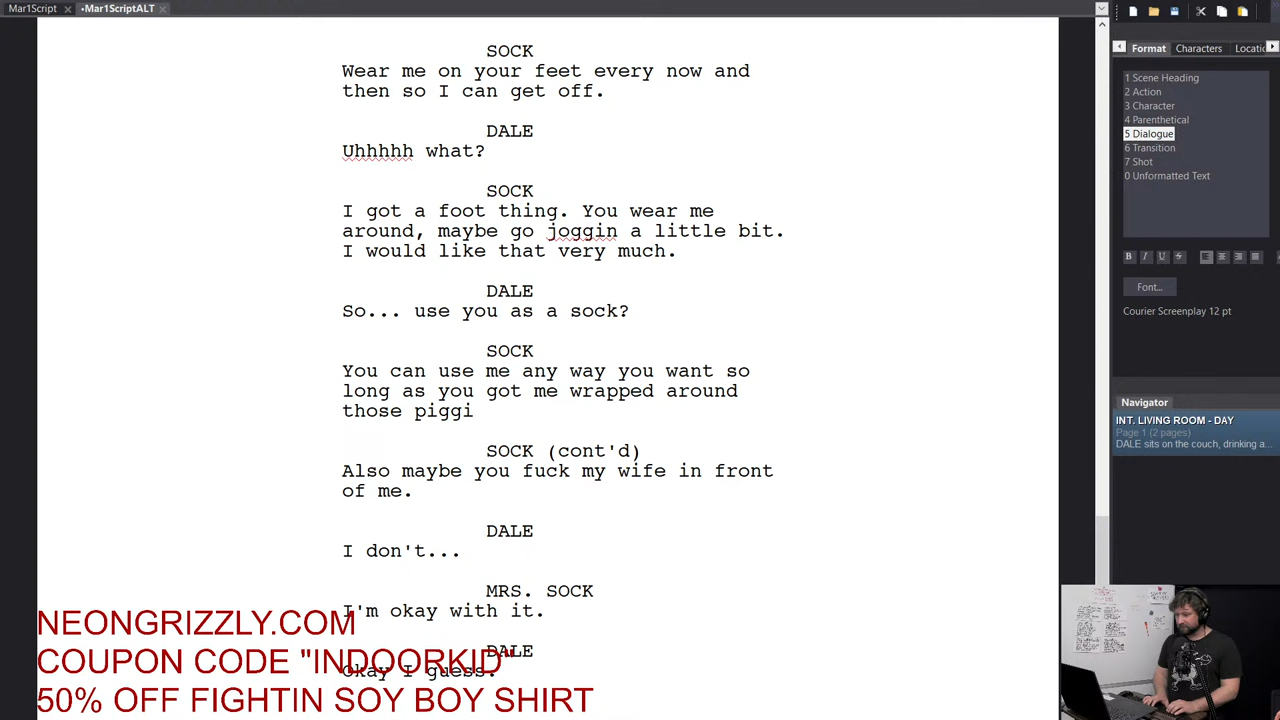 Mar1Script
•Mar1ScriptALT
SOCK
Wear me on your feet every now and
then so I can get off.
DALE
Uhhhhh what?
SOCK
I got a foot thing. You wear me
around, maybe go joggin a little bit.
I would like that very much.
DALE
So... use you as a sock?
SOCK
You can use me any way you want so
long as you got me wrapped around
those piggi
SOCK (cont'd)
Also maybe you fuck my wife in front
of me.
DALE
I don't...
MRS. SOCK
I'm okay with it.
DALE
Okay I guess.
NEONGRIZZLY.COM
COUPON CODE "INDOORKID"
50% OFF FIGHTIN SOY BOY SHIRT
Format
Characters
Locati
1 Scene Heading
2 Action
3 Character
4 Parenthetical
5 Dialogue
6 Transition
7 Shot
0 Unformatted Text
B I U S
Font...
Courier Screenplay 12 pt
Navigator
INT. LIVING ROOM - DAY
Page 1 (2 pages)
DALE sits on the couch, drinking a...